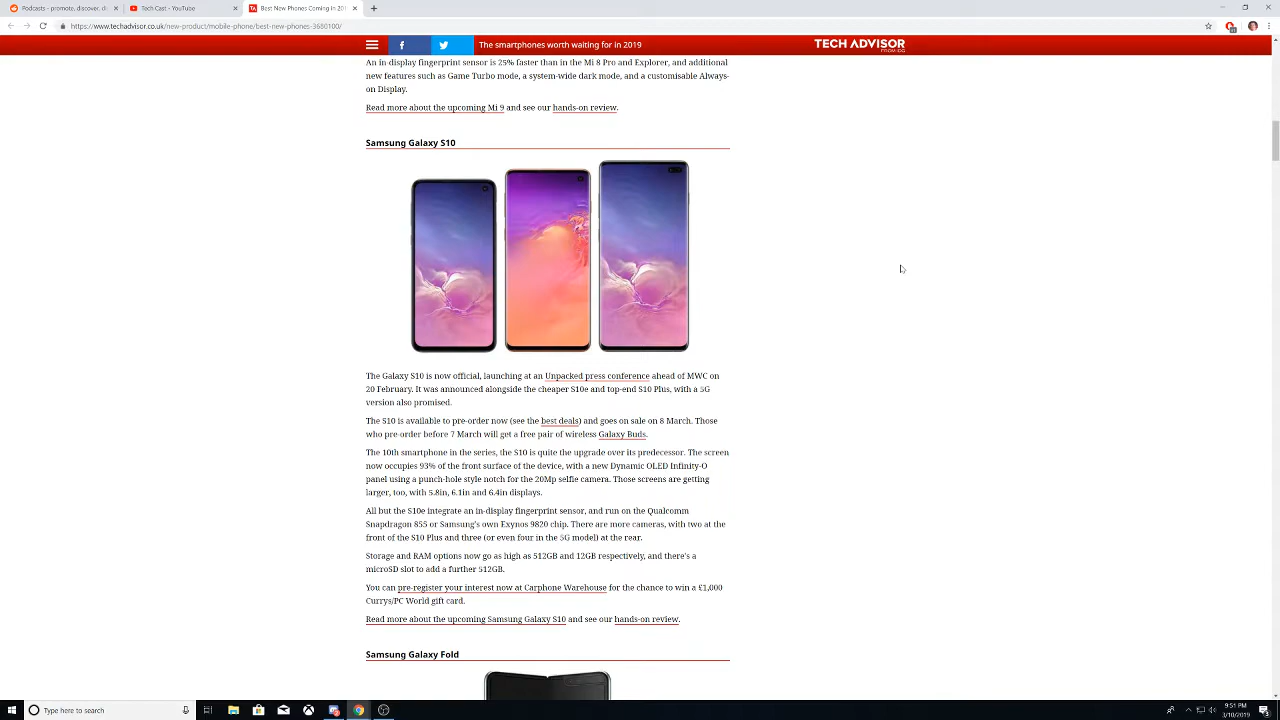 Podcasts - promote, discover, di
Tech Cast - YouTube
Best New Phones Coming in 201
https://www.techadvisor.co.uk/new-product/mobile-phone/best-new-phones-3680100/
The smartphones worth waiting for in 2019
TECH ADVISOR
FROM IDG
An in-display fingerprint sensor is 25% faster than in the Mi 8 Pro and Explorer, and additional
new features such as Game Turbo mode, a system-wide dark mode, and a customisable Always-
on Display.
Read more about the upcoming Mi 9 and see our hands-on review.
Samsung Galaxy S10
The Galaxy S10 is now official, launching at an Unpacked press conference ahead of MWC on
20 February. It was announced alongside the cheaper S10e and top-end S10 Plus, with a 5G
version also promised.
The S10 is available to pre-order now (see the best deals) and goes on sale on 8 March. Those
who pre-order before 7 March will get a free pair of wireless Galaxy Buds.
The 10th smartphone in the series, the S10 is quite the upgrade over its predecessor. The screen
now occupies 93% of the front surface of the device, with a new Dynamic OLED Infinity-O
panel using a punch-hole style notch for the 20Mp selfie camera. Those screens are getting
larger, too, with 5.8in, 6.1in and 6.4in displays.
All but the S10e integrate an in-display fingerprint sensor, and run on the Qualcomm
Snapdragon 855 or Samsung's own Exynos 9820 chip. There are more cameras, with two at the
front of the S10 Plus and three (or even four in the 5G model) at the rear.
Storage and RAM options now go as high as 512GB and 12GB respectively, and there's a
microSD slot to add a further 512GB.
You can pre-register your interest now at Carphone Warehouse for the chance to win a £1,000
Currys/PC World gift card.
Read more about the upcoming Samsung Galaxy S10 and see our hands-on review.
Samsung Galaxy Fold
Type here to search
9:51 PM
3/10/2019